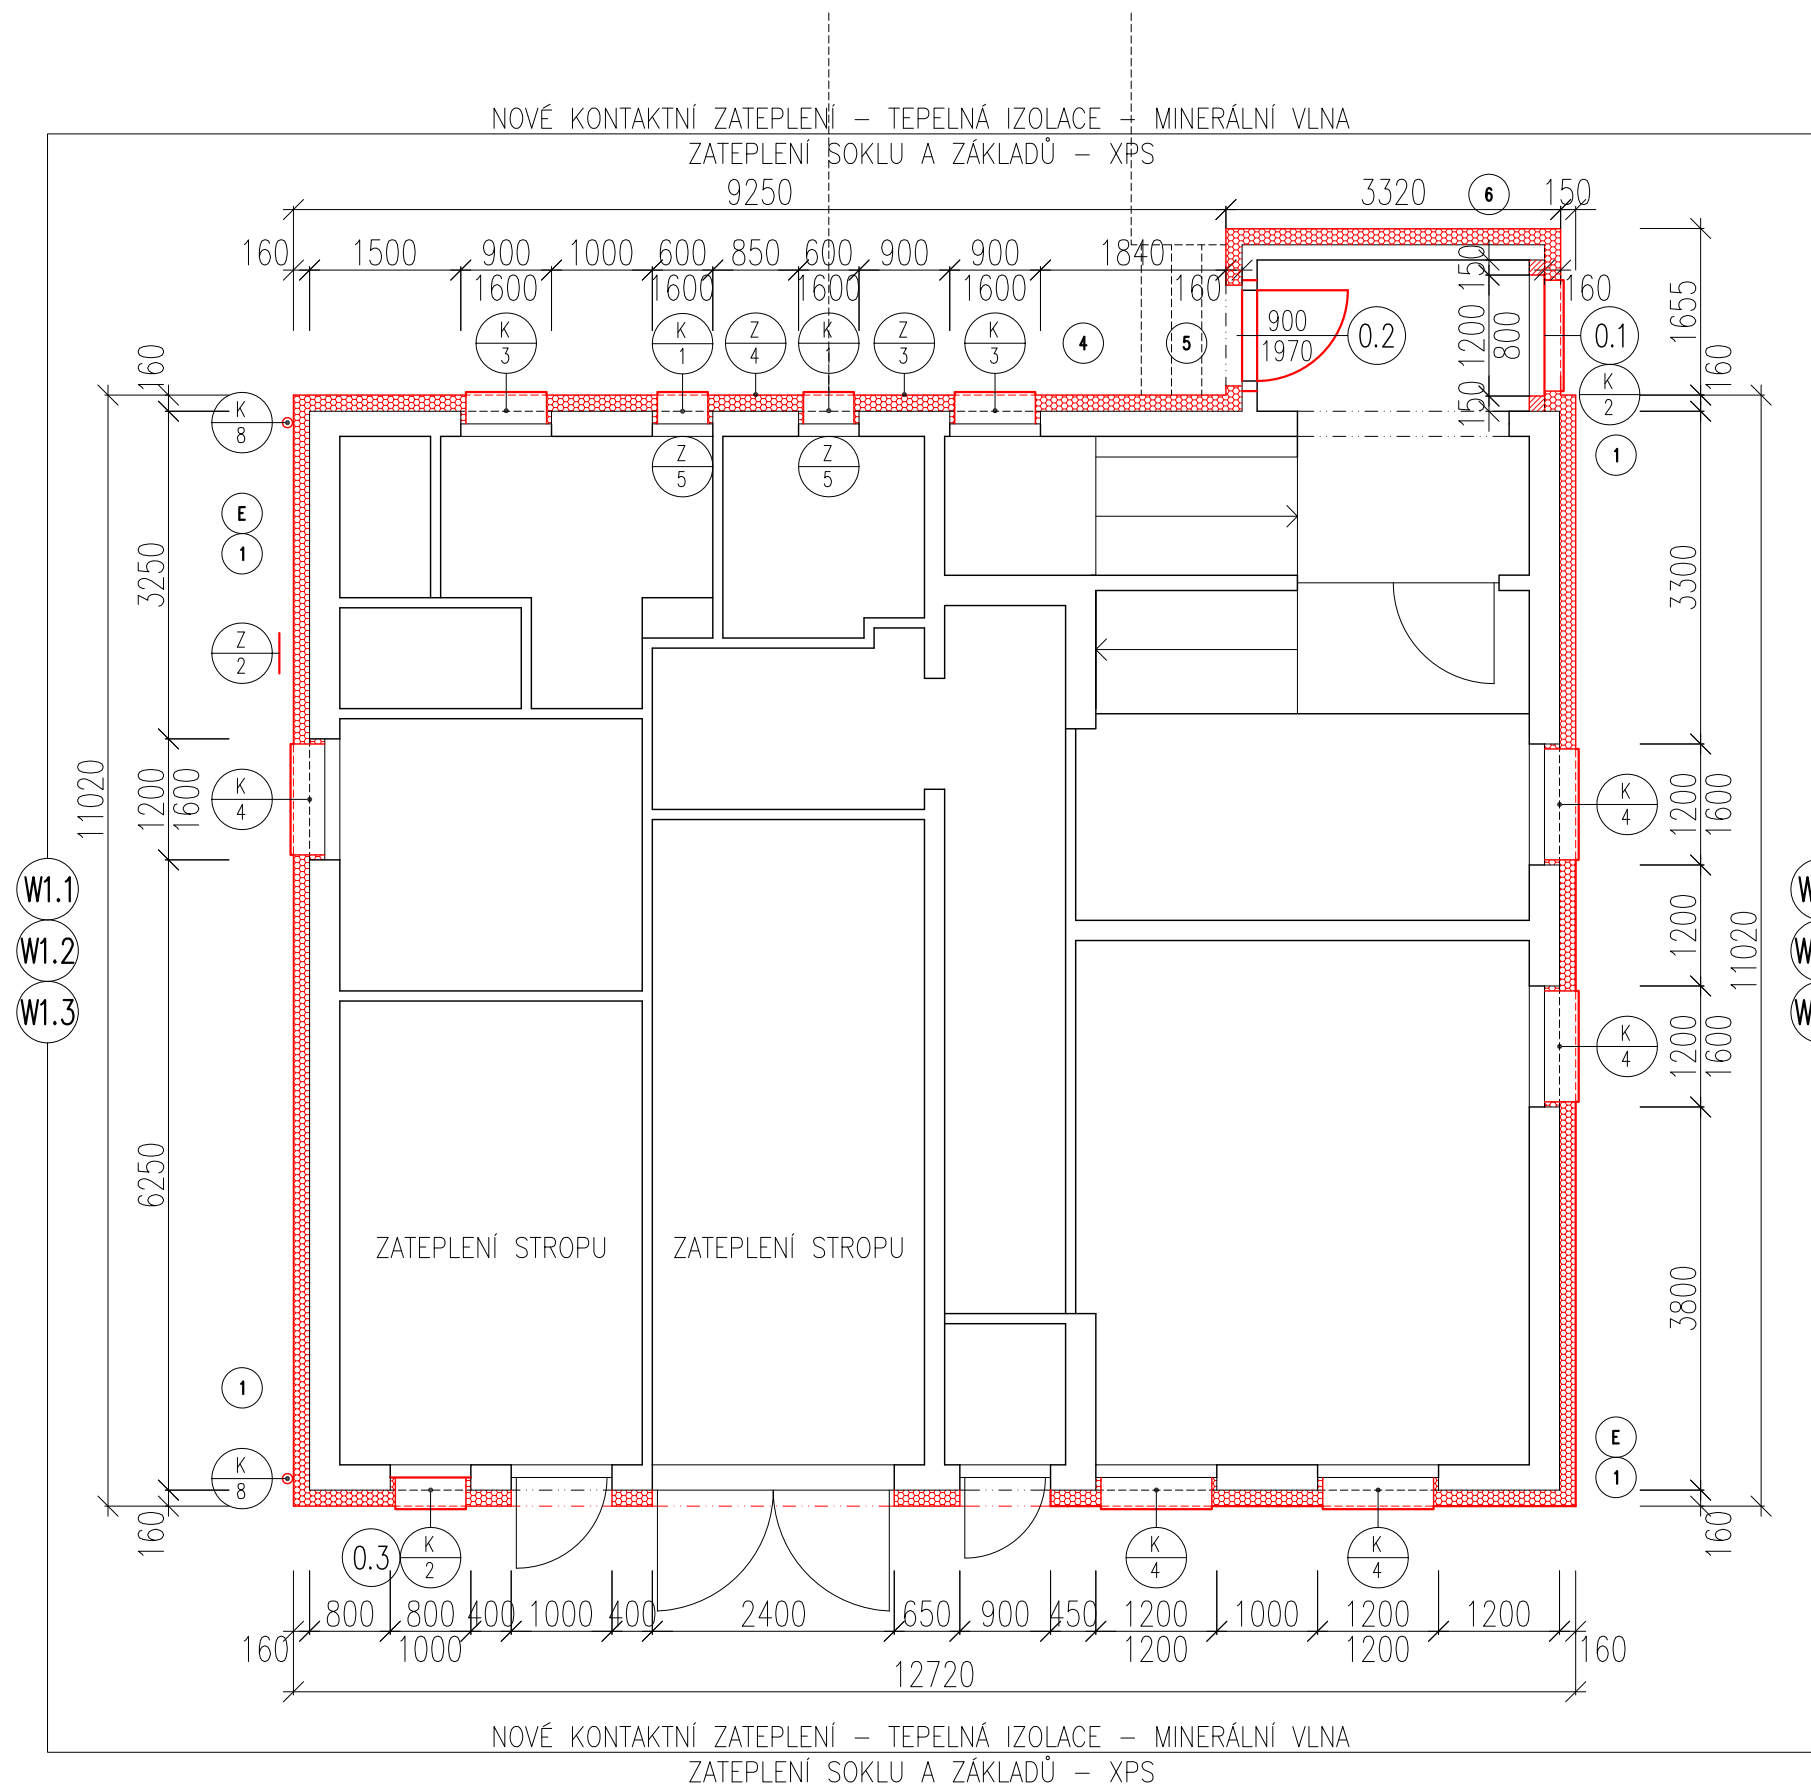 NOVÉ KONTAKTNÍ ZATEPLENÍ – TEPELNÁ IZOLACE – MINERÁLNÍ VLNA
ZATEPLENÍ SOKLU A ZÁKLADŮ – XPS
9250 3320 6 150
160 1500 900 1000 600 850 600 900 900 1840
1600 1600 1600 1600 160 160
K 3
K 1
Z 4
K 1
Z 3
K 3
4
5
900
1970
0.2
150 1200 150
800
0.1
K 2
1655
160
160
K 8
Z 5
Z 5
1
E
1
3250
3300
Z 2
11020
1200
1600
K 4
K 4
1200
1600
W1.1
W1.2
W1.3
W
W
W
1200
11020
K 4
1200
1600
6250
ZATEPLENÍ STROPU
ZATEPLENÍ STROPU
3800
1
E
1
K 8
160
160
0.3
K 2
K 4
K 4
800 800 400 1000 400 2400 650 900 450 1200 1000 1200 1200
160 1000 1200 1200 160
12720
NOVÉ KONTAKTNÍ ZATEPLENÍ – TEPELNÁ IZOLACE – MINERÁLNÍ VLNA
ZATEPLENÍ SOKLU A ZÁKLADŮ – XPS